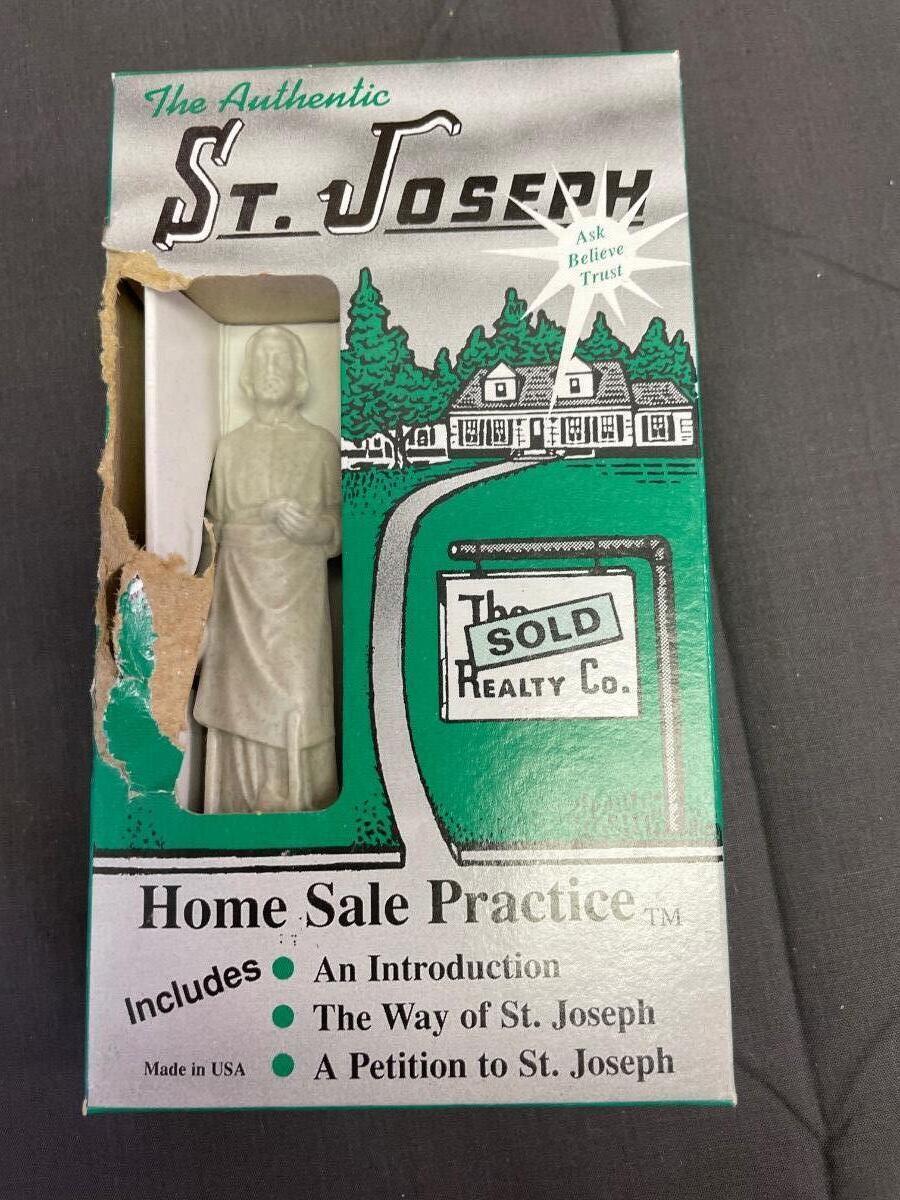 The Authentic
St. Joseph
Ask
Believe
Trust
SOLD
Realty Co.
Home Sale Practice TM
Includes
An Introduction
The Way of St. Joseph
A Petition to St. Joseph
Made in USA